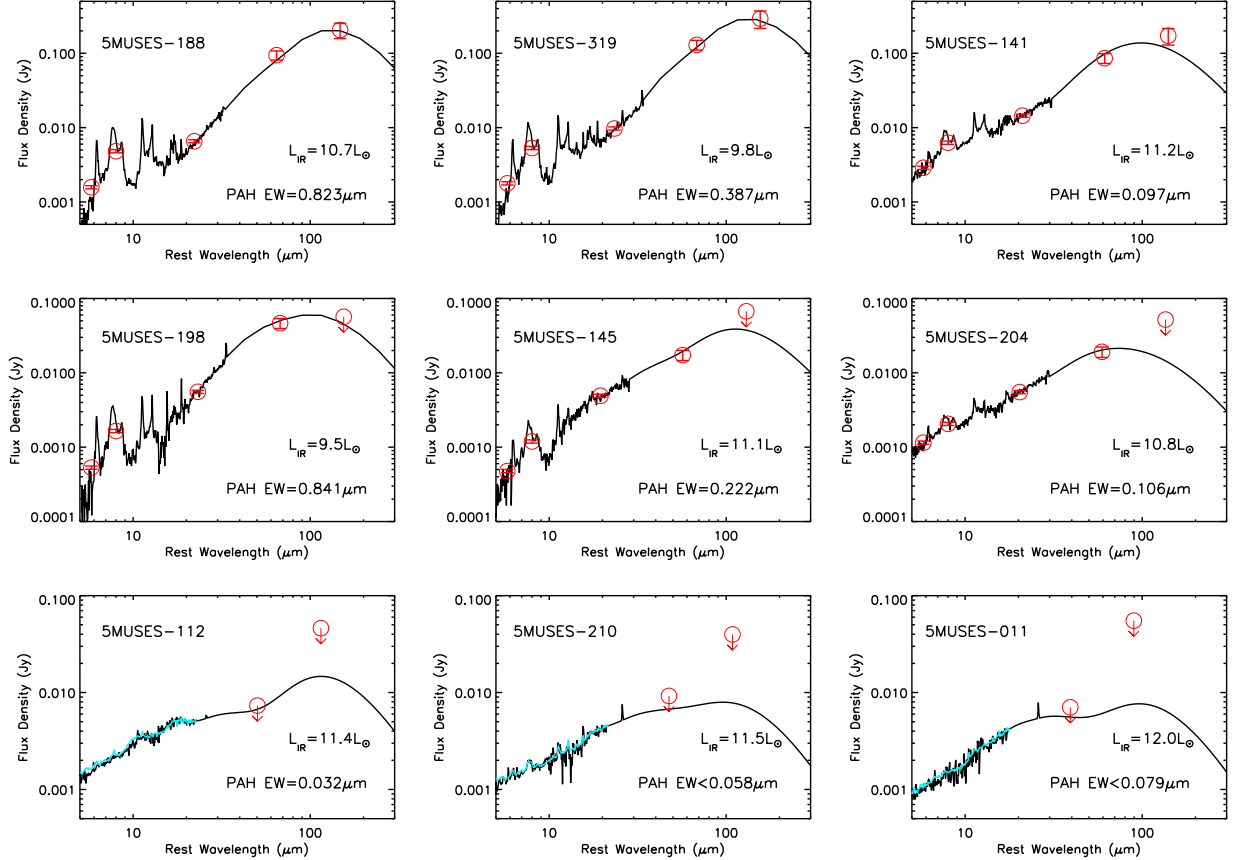 5MUSES-188
Flux Density (Jy)
0.100
0.010
0.001
L_IR=10.7L⊙
PAH EW=0.823μm
10
100
Rest Wavelength (μm)
5MUSES-319
Flux Density (Jy)
0.100
0.010
0.001
L_IR=9.8L⊙
PAH EW=0.387μm
10
100
Rest Wavelength (μm)
5MUSES-141
Flux Density (Jy)
0.100
0.010
0.001
L_IR=11.2L⊙
PAH EW=0.097μm
10
100
Rest Wavelength (μm)
5MUSES-198
Flux Density (Jy)
0.1000
0.0100
0.0010
0.0001
L_IR=9.5L⊙
PAH EW=0.841μm
10
100
Rest Wavelength (μm)
5MUSES-145
Flux Density (Jy)
0.1000
0.0100
0.0010
0.0001
L_IR=11.1L⊙
PAH EW=0.222μm
10
100
Rest Wavelength (μm)
5MUSES-204
Flux Density (Jy)
0.1000
0.0100
0.0010
0.0001
L_IR=10.8L⊙
PAH EW=0.106μm
10
100
Rest Wavelength (μm)
5MUSES-112
Flux Density (Jy)
0.100
0.010
0.001
L_IR=11.4L⊙
PAH EW=0.032μm
10
100
Rest Wavelength (μm)
5MUSES-210
Flux Density (Jy)
0.100
0.010
0.001
L_IR=11.5L⊙
PAH EW<0.058μm
10
100
Rest Wavelength (μm)
5MUSES-011
Flux Density (Jy)
0.100
0.010
0.001
L_IR=12.0L⊙
PAH EW<0.079μm
10
100
Rest Wavelength (μm)